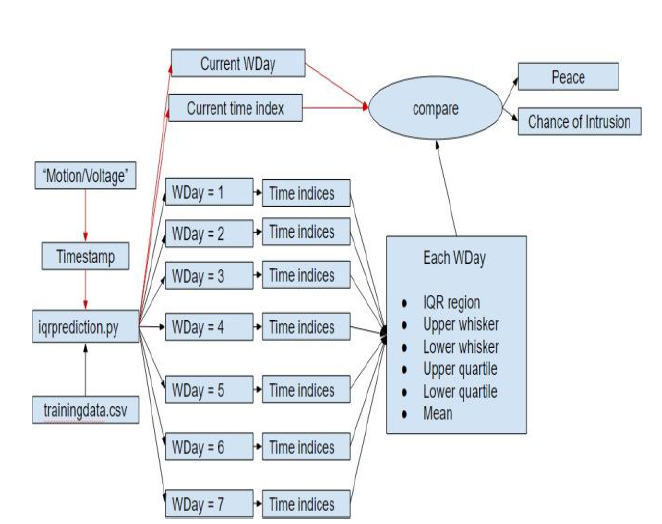 Current WDay
Current time index
compare
Peace
Chance of Intrusion
“Motion/Voltage”
Timestamp
iqrprediction.py
trainingdata.csv
WDay = 1
Time indices
WDay = 2
Time indices
WDay = 3
Time indices
WDay = 4
Time indices
WDay = 5
Time indices
WDay = 6
Time indices
WDay = 7
Time indices
Each WDay
• IQR region
• Upper whisker
• Lower whisker
• Upper quartile
• Lower quartile
• Mean